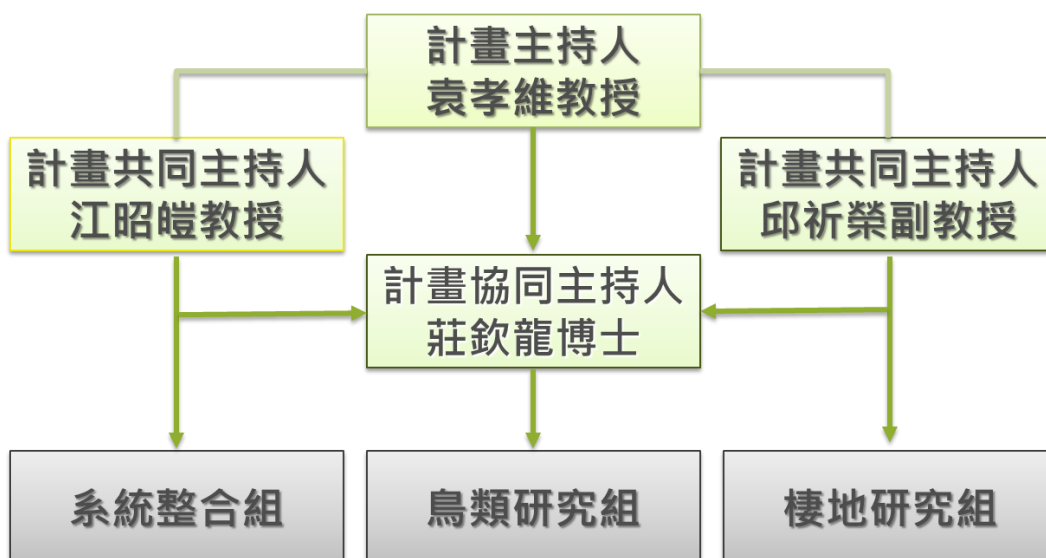 計畫主持人
袁孝維教授
計畫共同主持人
江昭皚教授
計畫共同主持人
邱祈榮副教授
計畫協同主持人
莊欽龍博士
系統整合組
鳥類研究組
棲地研究組